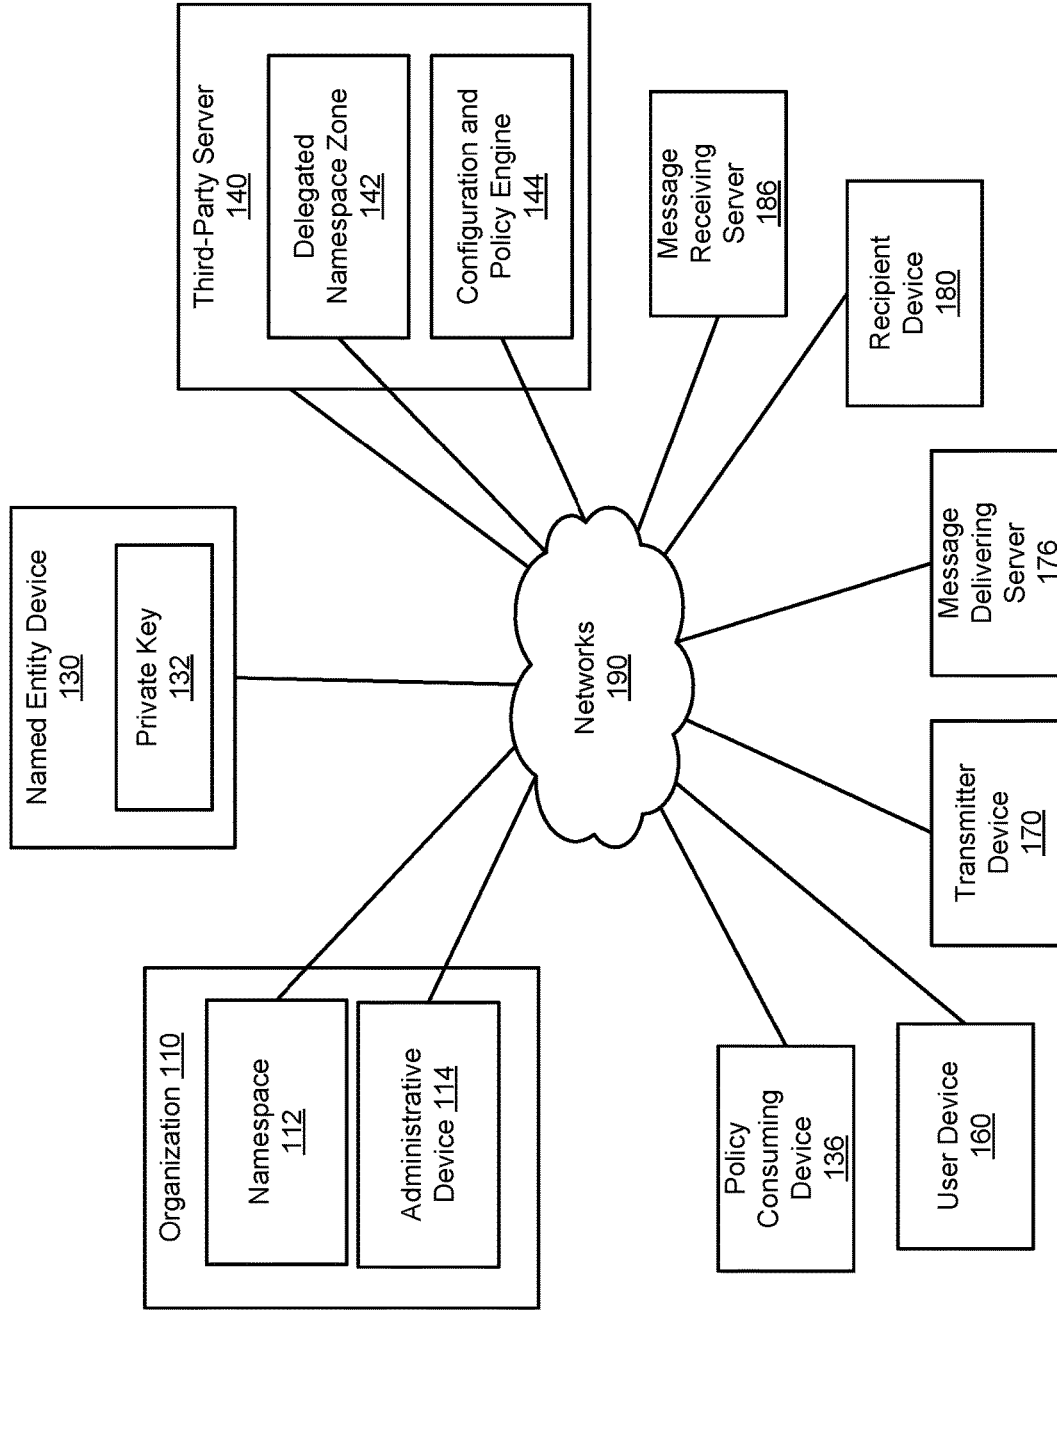 Organization 110
Namespace
112
Administrative
Device 114
Named Entity Device
130
Private Key
132
Third-Party Server
140
Delegated
Namespace Zone
142
Configuration and
Policy Engine
144
Networks
190
Policy
Consuming
Device
136
User Device
160
Transmitter
Device
170
Message
Delivering
Server
176
Recipient
Device
180
Message
Receiving
Server
186